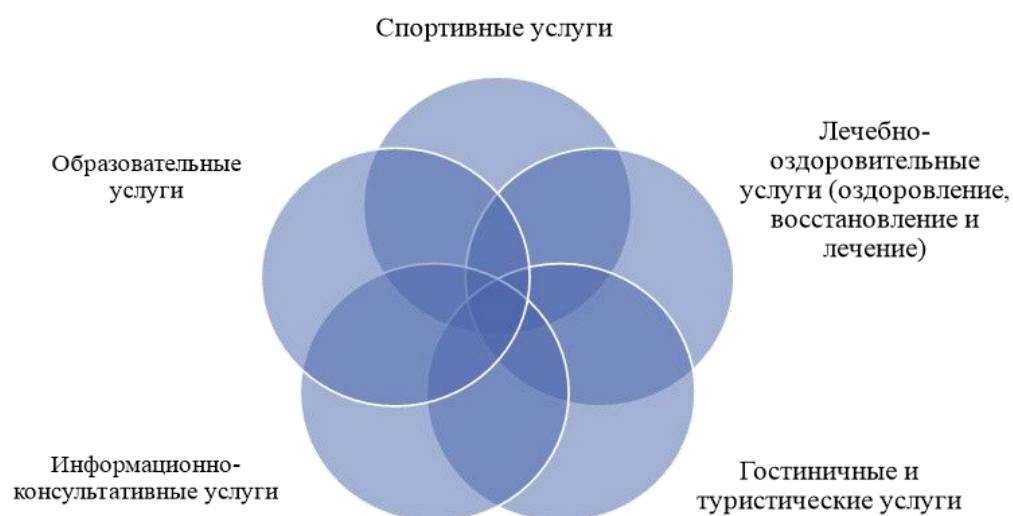 Спортивные услуги
Образовательные
услуги
Лечебно-
оздоровительные
услуги (оздоровление,
восстановление и
лечение)
Информационно-
консультативные услуги
Гостиничные и
туристические услуги